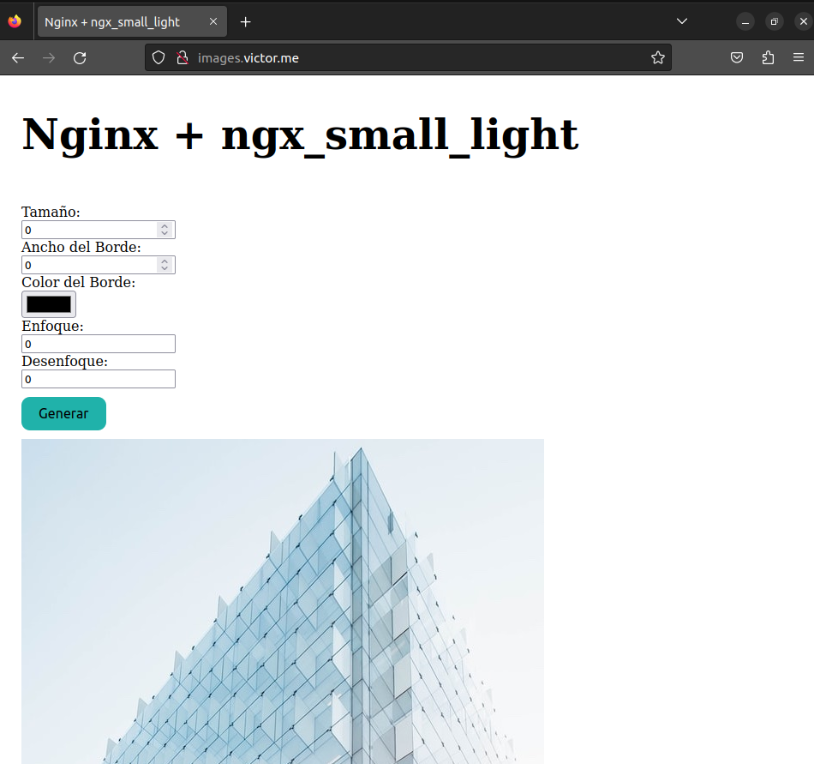 Nginx + ngx_small_light
images.victor.me
Nginx + ngx_small_light
Tamaño:
0
Ancho del Borde:
0
Color del Borde:
Enfoque:
0
Desenfoque:
0
Generar